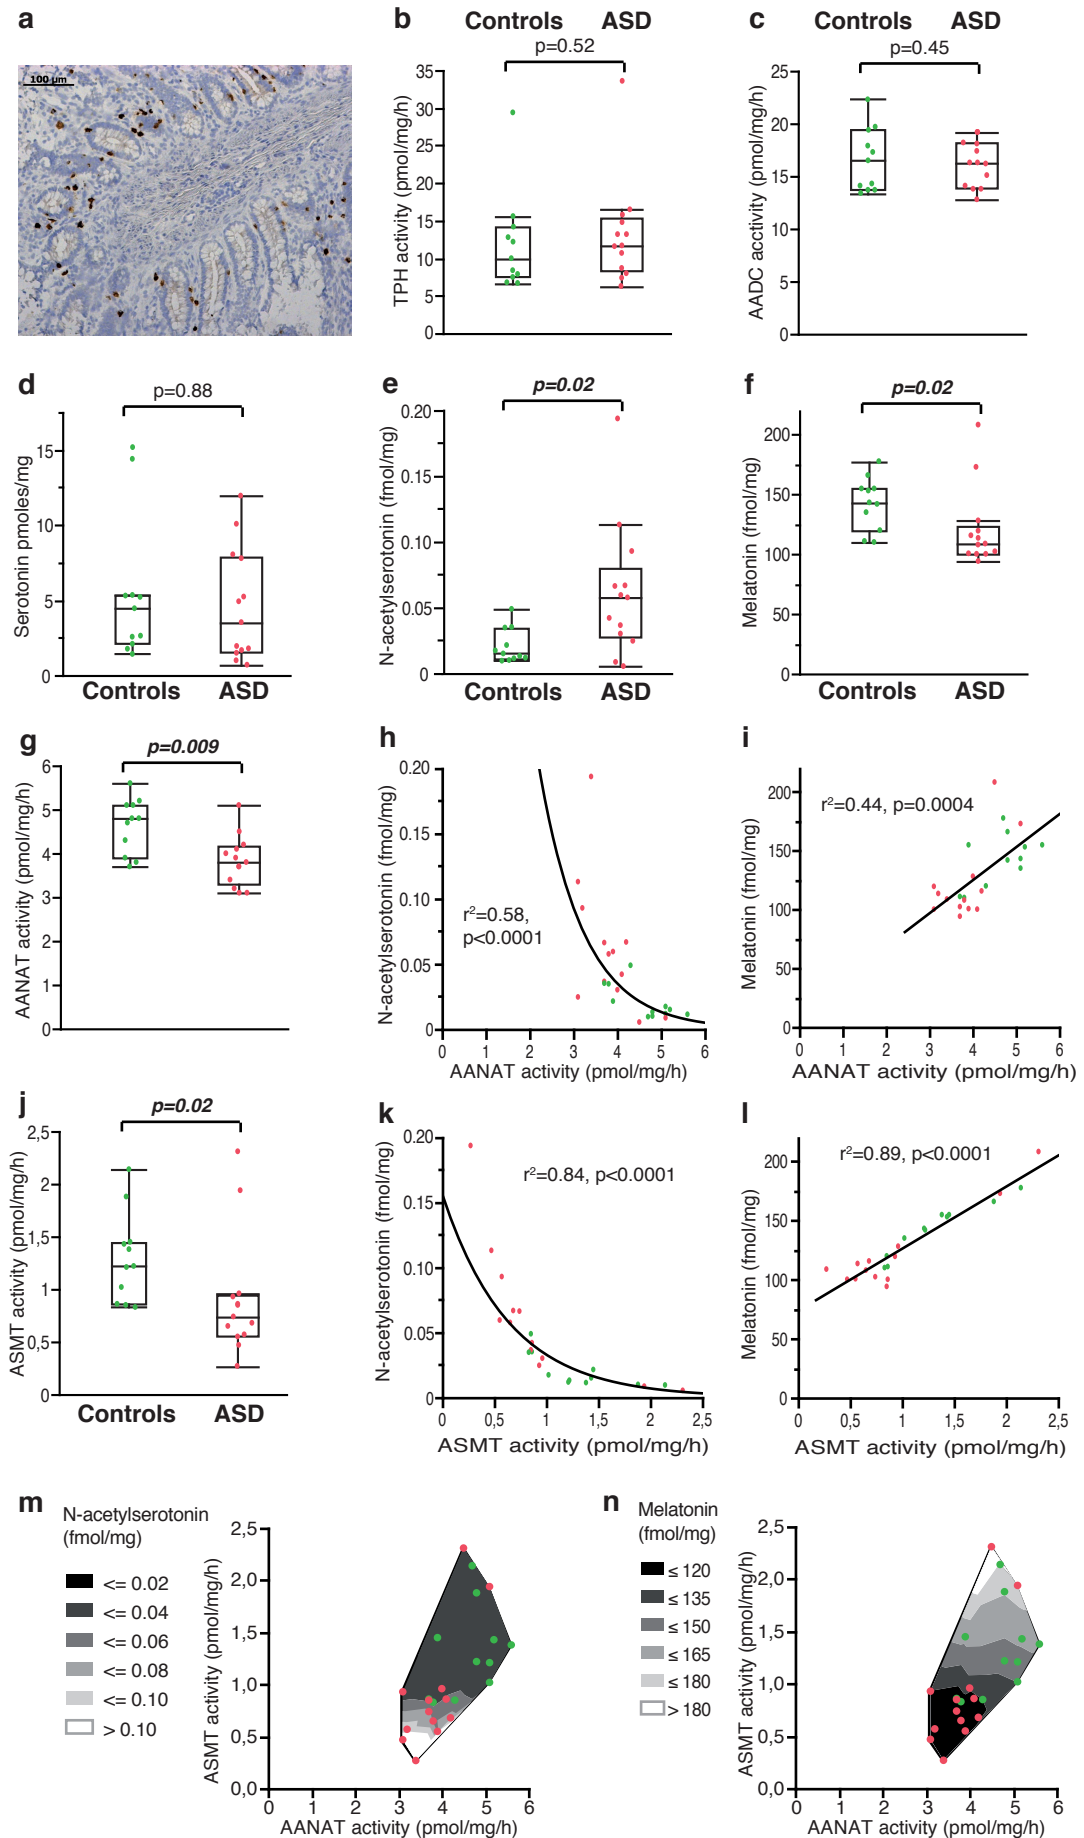 a
100 µm
b
Controls ASD
p=0.52
TPH activity (pmol/mg/h)
35
30
25
20
15
10
5
0
c
Controls ASD
p=0.45
AADC acctivity (pmol/mg/h)
25
20
15
10
5
0
d
p=0.88
Serotonin pmoles/mg
15
10
5
0
Controls ASD
e
p=0.02
N-acetylserotonin (fmol/mg)
0.20
0.15
0.10
0.05
0
Controls ASD
f
p=0.02
Melatonin (fmol/mg)
200
150
100
50
0
Controls ASD
g
p=0.009
AANAT activity (pmol/mg/h)
6
5
4
3
2
1
0
h
N-acetylserotonin (fmol/mg)
0.20
0.15
0.10
0.05
0
r²=0.58,
p<0.0001
0 1 2 3 4 5 6
AANAT activity (pmol/mg/h)
i
Melatonin (fmol/mg)
200
150
100
50
0
r²=0.44, p=0.0004
0 1 2 3 4 5 6
AANAT activity (pmol/mg/h)
j
p=0.02
ASMT activity (pmol/mg/h)
2,5
2
1,5
1
0,5
0
Controls ASD
k
N-acetylserotonin (fmol/mg)
0.20
0.15
0.10
0.05
0
r²=0.84, p<0.0001
0 0,5 1 1,5 2 2,5
ASMT activity (pmol/mg/h)
l
Melatonin (fmol/mg)
200
150
100
50
0
r²=0.89, p<0.0001
0 0,5 1 1,5 2 2,5
ASMT activity (pmol/mg/h)
m
N-acetylserotonin
(fmol/mg)
<= 0.02
<= 0.04
<= 0.06
<= 0.08
<= 0.10
> 0.10
ASMT activity (pmol/mg/h)
2,5
2,0
1,5
1,0
0,5
0,0
0 1 2 3 4 5 6
AANAT activity (pmol/mg/h)
n
Melatonin
(fmol/mg)
≤ 120
≤ 135
≤ 150
≤ 165
≤ 180
> 180
ASMT activity (pmol/mg/h)
2,5
2,0
1,5
1,0
0,5
0,0
0 1 2 3 4 5 6
AANAT activity (pmol/mg/h)